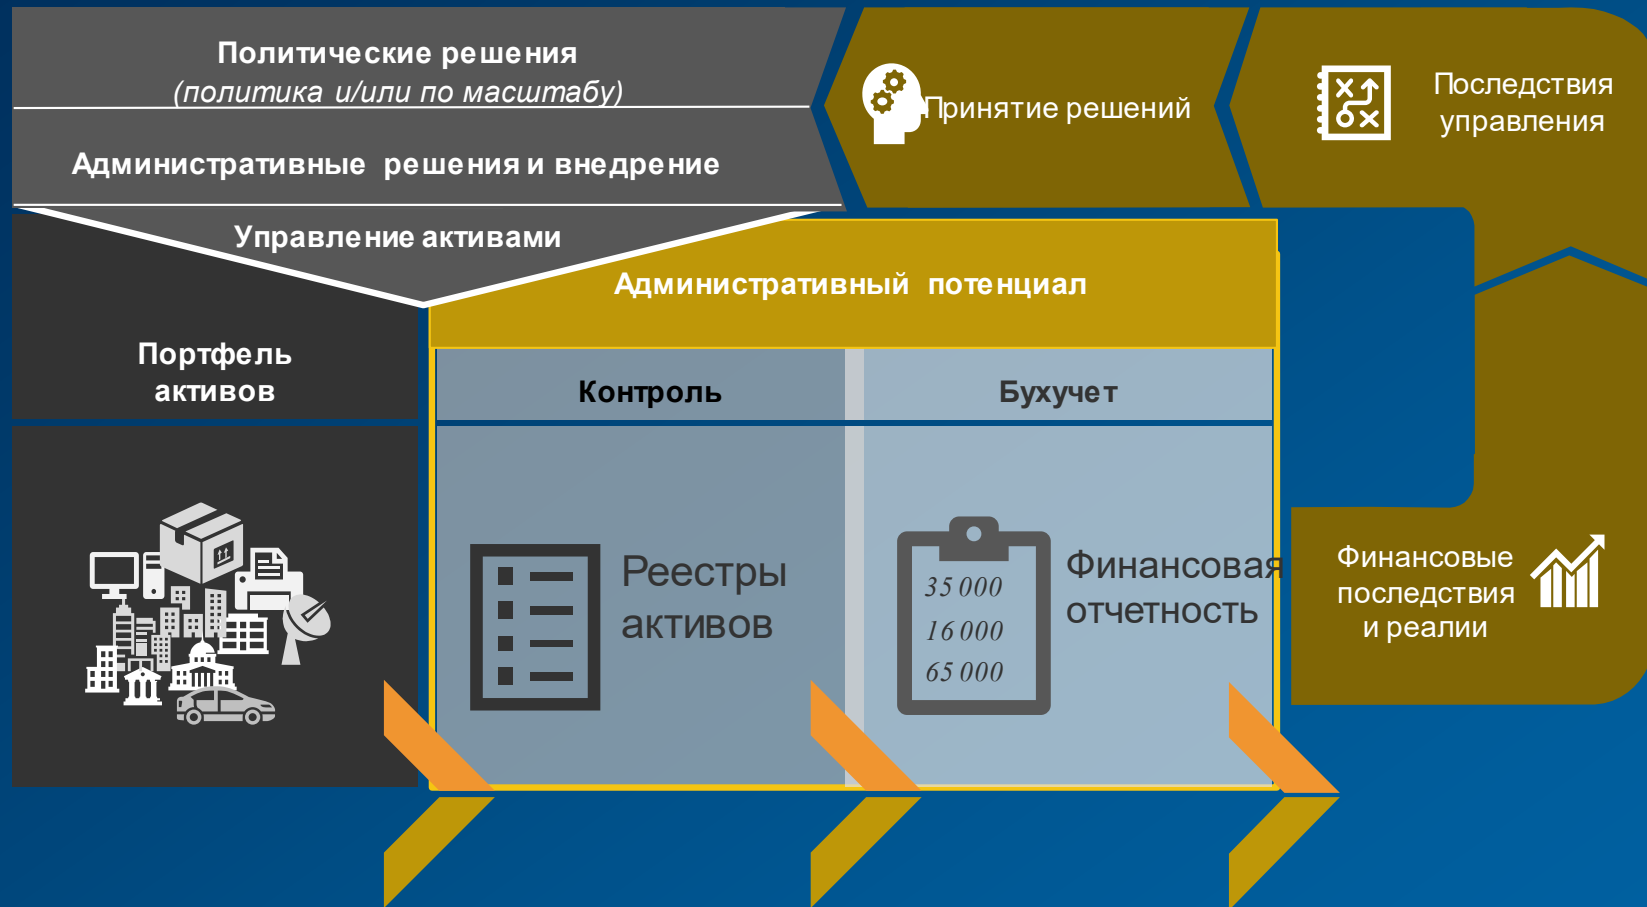 Политические решения
(политика и/или по масштабу)
Административные решения и внедрение
Управление активами
Принятие решений
Последствия
управления
Административный потенциал
Портфель
активов
Контроль
Бухучет
Реестры
активов
35 000
16 000
65 000
Финансовая
отчетность
Финансовые
последствия
и реалии